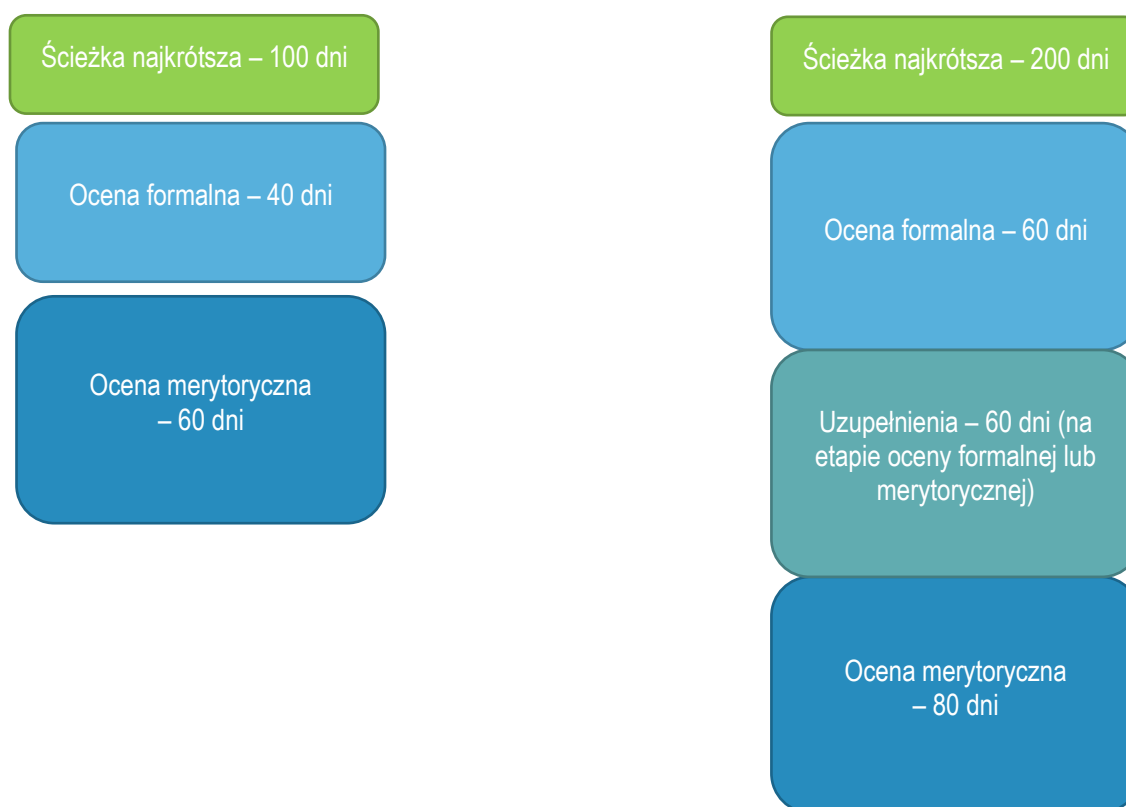 Ścieżka najkrótsza – 100 dni
Ocena formalna – 40 dni
Ocena merytoryczna
– 60 dni
Ścieżka najkrótsza – 200 dni
Ocena formalna – 60 dni
Uzupełnienia – 60 dni (na
etapie oceny formalnej lub
merytorycznej)
Ocena merytoryczna
– 80 dni